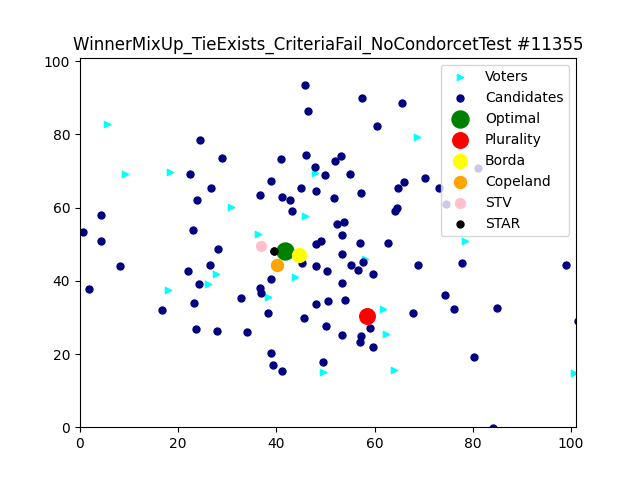 WinnerMixUp_TieExists_CriteriaFail_NoCondorcetTest #11355
100
80
60
40
20
0
0
20
40
60
80
100
Voters
Candidates
Optimal
Plurality
Borda
Copeland
STV
STAR